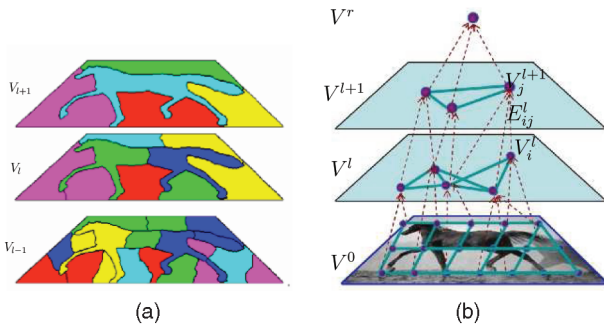 V_{l+1}
V_l
V_{l-1}
(a)
V^r
V^{l+1}
V_j^{l+1}
E_{ij}^l
V_i^l
V^l
V^0
(b)